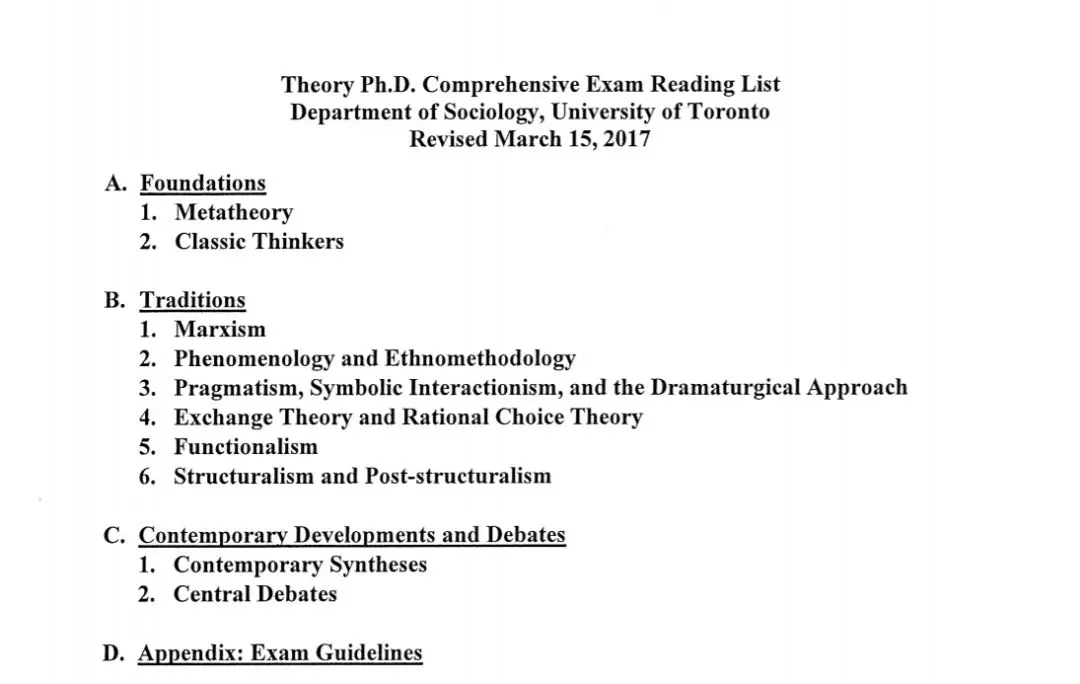 Theory Ph.D. Comprehensive Exam Reading List
Department of Sociology, University of Toronto
Revised March 15, 2017
A. Foundations
1. Metatheory
2. Classic Thinkers
B. Traditions
1. Marxism
2. Phenomenology and Ethnomethodology
3. Pragmatism, Symbolic Interactionism, and the Dramaturgical Approach
4. Exchange Theory and Rational Choice Theory
5. Functionalism
6. Structuralism and Post-structuralism
C. Contemporary Developments and Debates
1. Contemporary Syntheses
2. Central Debates
D. Appendix: Exam Guidelines